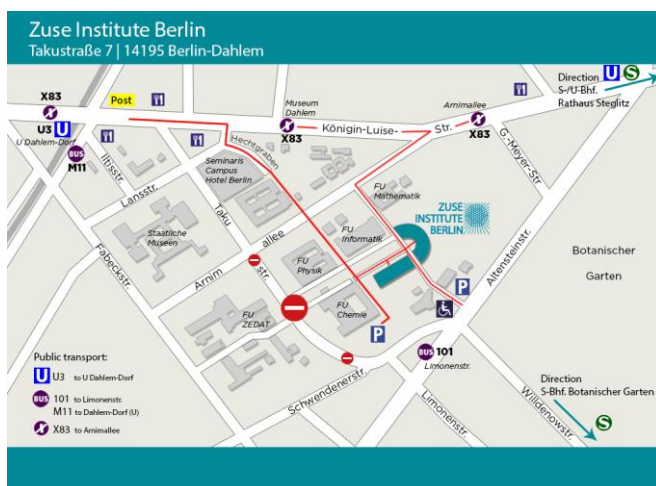 Zuse Institute Berlin
Takustraße 7 | 14195 Berlin-Dahlem
X83
Post
U3 U
U Dahlem-Dorf
BUS
M11
Iltisstr.
Lansstr.
Museum
Dahlem
X
X83
Königin-Luise-
Str.
Arnimallee
X
X83
Direction U S
S-/U-Bhf.
Rathaus Steglitz
G.-Meyer-Str
Hechtgraben
Seminaris
Campus
Hotel Berlin
FU
Mathematik
ZUSE
INSTITUTE
BERLIN
Staatliche
Museen
Taku
str.
Arnim
allee
FU
Informatik
FU
Physik
Fabeckstr.
Altensteinstr.
Botanischer
Garten
FU
ZEDAT
FU
Chemie
P
P
BUS 101
Limonenstr.
Schwendenerstr.
Limonenstr.
Willdenowstr.
Direction
S-Bhf. Botanischer Garten
S
Public transport:
U U3 to U Dahlem-Dorf
BUS 101 to Limonenstr.
M11 to Dahlem-Dorf (U)
X X83 to Arnimallee